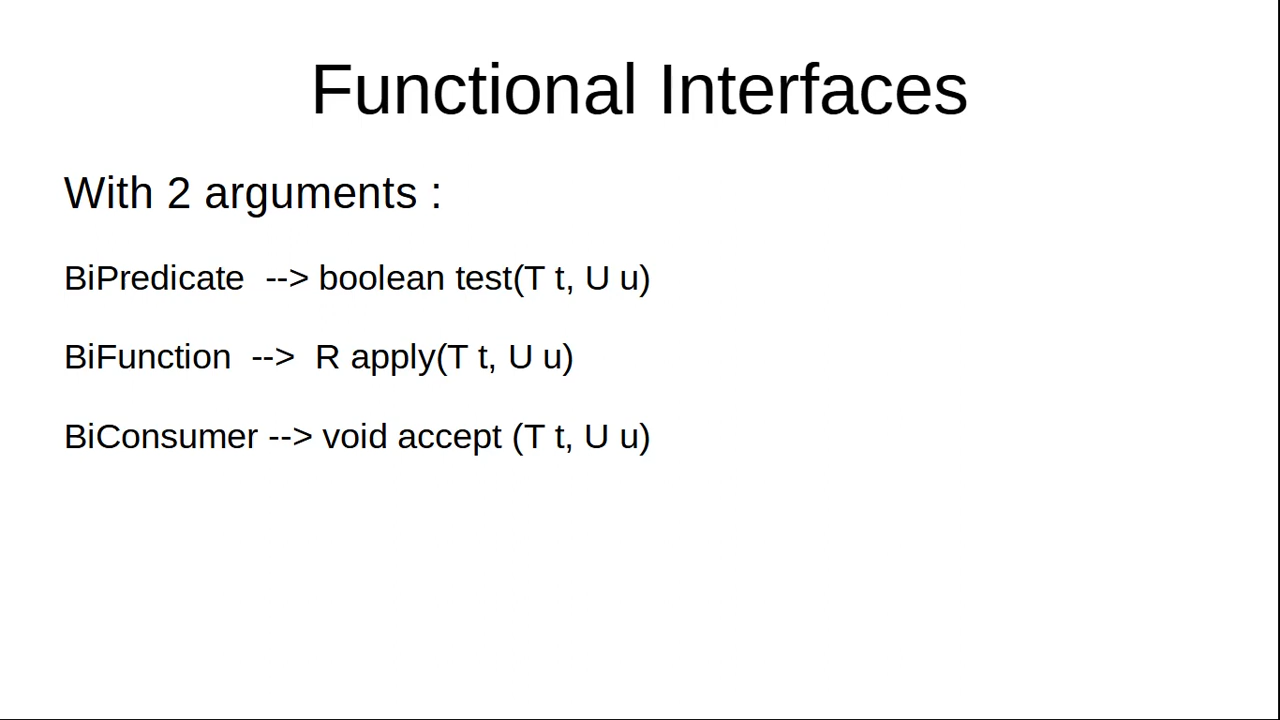 Functional Interfaces
With 2 arguments :
BiPredicate  --> boolean test(T t, U u)
BiFunction  -->  R apply(T t, U u)
BiConsumer --> void accept (T t, U u)